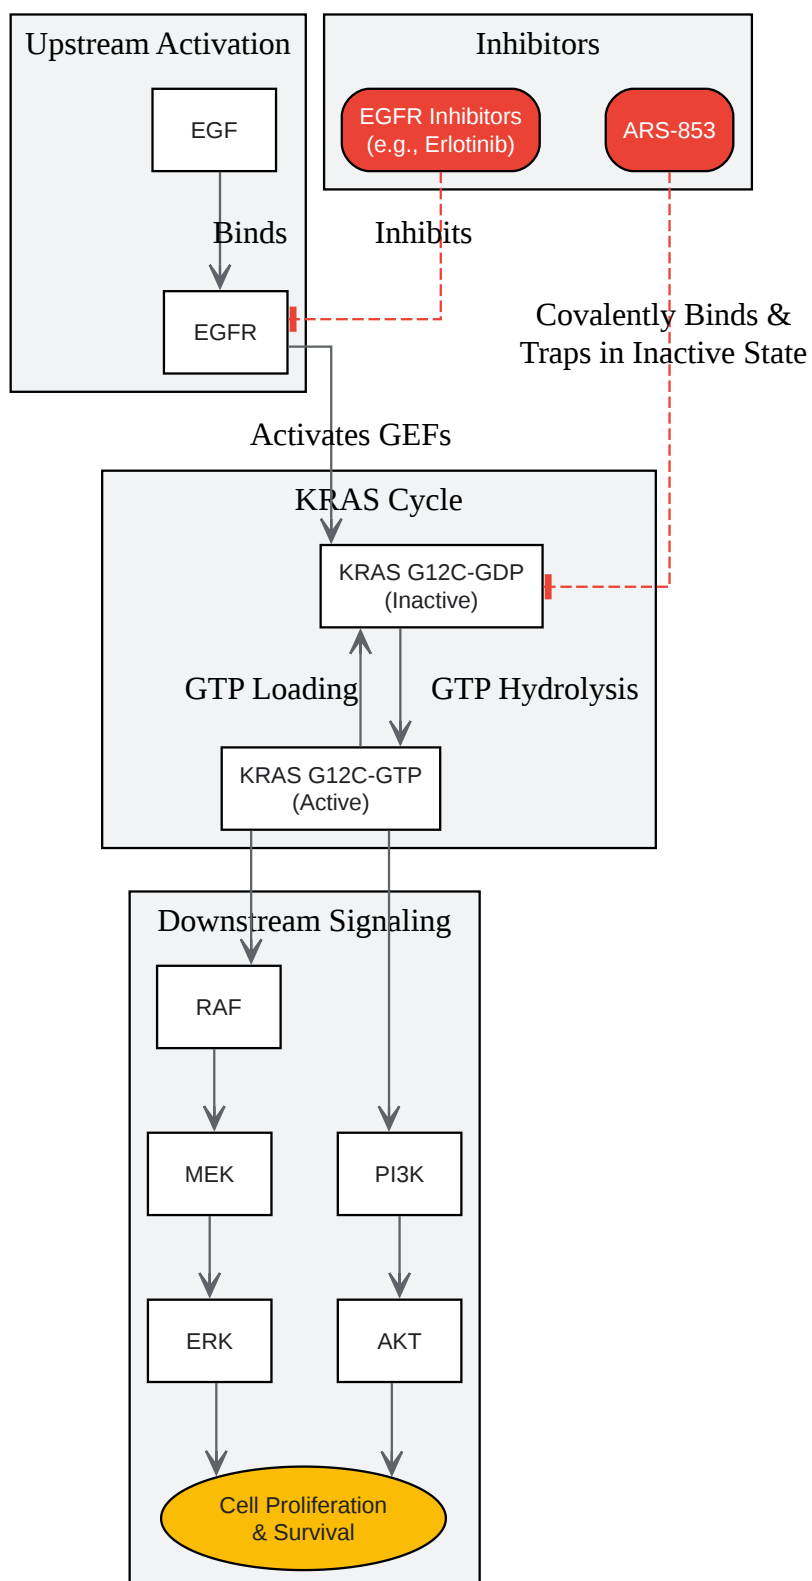 Upstream Activation
Inhibitors
EGF
EGFR Inhibitors
(e.g., Erlotinib)
ARS-853
Binds
Inhibits
EGFR
Covalently Binds &
Traps in Inactive State
Activates GEFs
KRAS Cycle
KRAS G12C-GDP
(Inactive)
GTP Loading
GTP Hydrolysis
KRAS G12C-GTP
(Active)
Downstream Signaling
RAF
MEK
PI3K
ERK
AKT
Cell Proliferation
& Survival